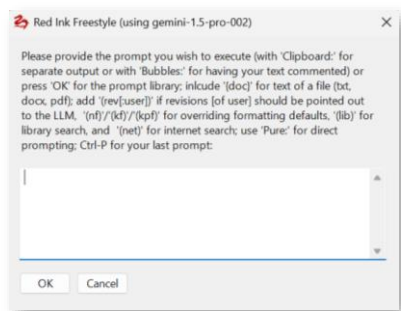 Red Ink Freestyle (using gemini-1.5-pro-002)
Please provide the prompt you wish to execute (with 'Clipboard:' for
separate output or with 'Bubbles:' for having your text commented) or
press 'OK' for the prompt library; inlcude '(doc)' for text of a file (txt,
docx, pdf); add '(rev[:user])' if revisions [of user] should be pointed out
to the LLM, '(nf)'/'(kf)'/'(kpf)' for overriding formatting defaults, '(lib)' for
library search, and '(net)' for internet search; use 'Pure:' for direct
prompting; Ctrl-P for your last prompt:
OK Cancel